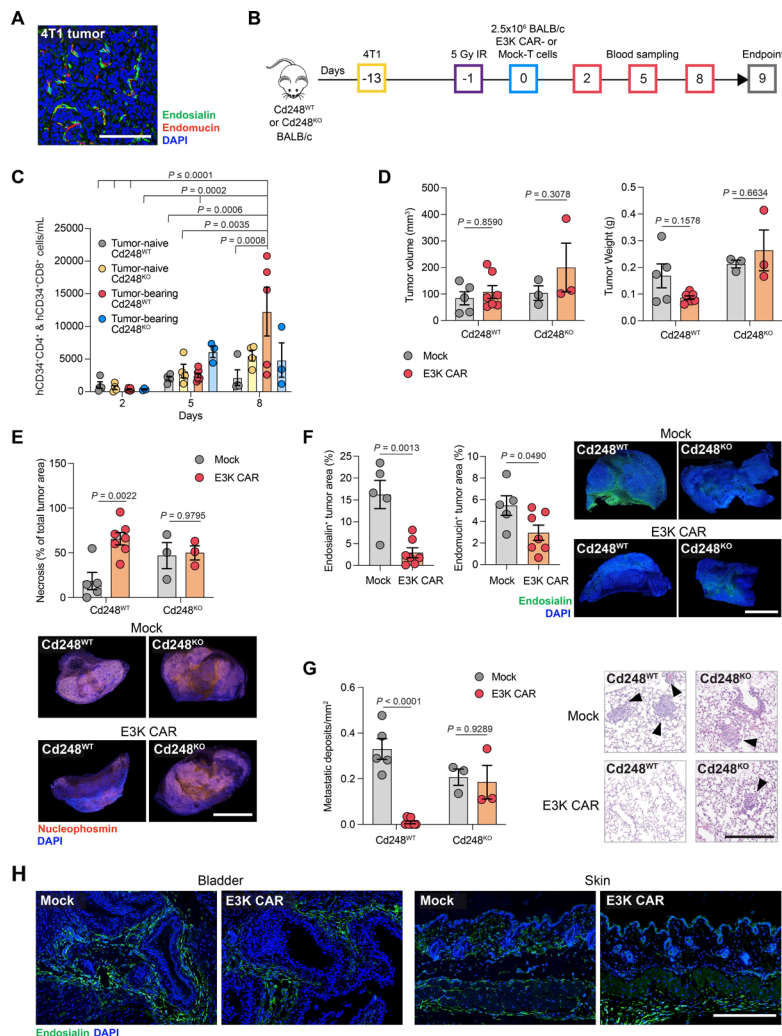 A
4T1 tumor
Endosialin
Endomucin
DAPI
B
2.5x10⁶ BALB/c
E3K CAR- or
Mock-T cells
4T1
5 Gy IR
Blood sampling
Endpoint
Days
-13
-1
0
2
5
8
9
Cd248ᵂᵀ
or Cd248ᴷᴼ
BALB/c
C
P ≤ 0.0001
P = 0.0002
P = 0.0006
P = 0.0035
P = 0.0008
hCD34⁺CD4⁺ & hCD34⁺CD8⁺ cells/mL
25000
20000
15000
10000
5000
0
Tumor-naive
Cd248ᵂᵀ
Tumor-naive
Cd248ᴷᴼ
Tumor-bearing
Cd248ᵂᵀ
Tumor-bearing
Cd248ᴷᴼ
2
5
8
Days
D
Tumor volume (mm³)
500
400
300
200
100
0
P = 0.8590
P = 0.3078
Cd248ᵂᵀ
Cd248ᴷᴼ
Tumor Weight (g)
0.5
0.4
0.3
0.2
0.1
0.0
P = 0.1578
P = 0.6634
Cd248ᵂᵀ
Cd248ᴷᴼ
Mock
E3K CAR
E
Mock
E3K CAR
Necrosis (% of total tumor area)
150
100
50
0
P = 0.0022
P = 0.9795
Cd248ᵂᵀ
Cd248ᴷᴼ
Mock
Cd248ᵂᵀ
Cd248ᴷᴼ
E3K CAR
Cd248ᵂᵀ
Cd248ᴷᴼ
Nucleophosmin
DAPI
F
Endosialin⁺ tumor area (%)
25
20
15
10
5
0
P = 0.0013
Mock
E3K CAR
Endomucin⁺ tumor area (%)
10
8
6
4
2
0
P = 0.0490
Mock
E3K CAR
Mock
Cd248ᵂᵀ
Cd248ᴷᴼ
E3K CAR
Cd248ᵂᵀ
Cd248ᴷᴼ
Endosialin
DAPI
G
Mock
E3K CAR
Metastatic deposits/mm²
0.6
0.4
0.2
0.0
P < 0.0001
P = 0.9289
Cd248ᵂᵀ
Cd248ᴷᴼ
Mock
Cd248ᵂᵀ
Cd248ᴷᴼ
E3K CAR
Cd248ᵂᵀ
Cd248ᴷᴼ
H
Bladder
Skin
Mock
E3K CAR
Mock
E3K CAR
Endosialin DAPI